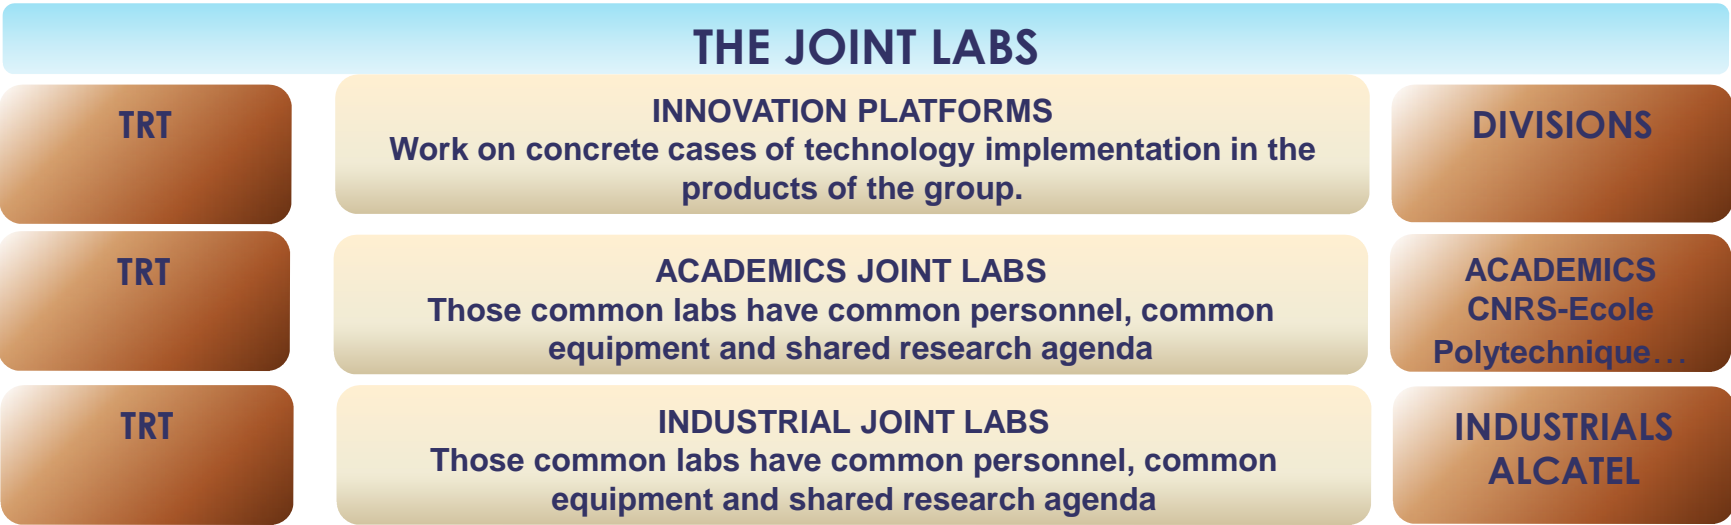 THE JOINT LABS
TRT
INNOVATION PLATFORMS
Work on concrete cases of technology implementation in the
products of the group.
DIVISIONS
TRT
ACADEMICS JOINT LABS
Those common labs have common personnel, common
equipment and shared research agenda
ACADEMICS
CNRS-Ecole
Polytechnique…
TRT
INDUSTRIAL JOINT LABS
Those common labs have common personnel, common
equipment and shared research agenda
INDUSTRIALS
ALCATEL